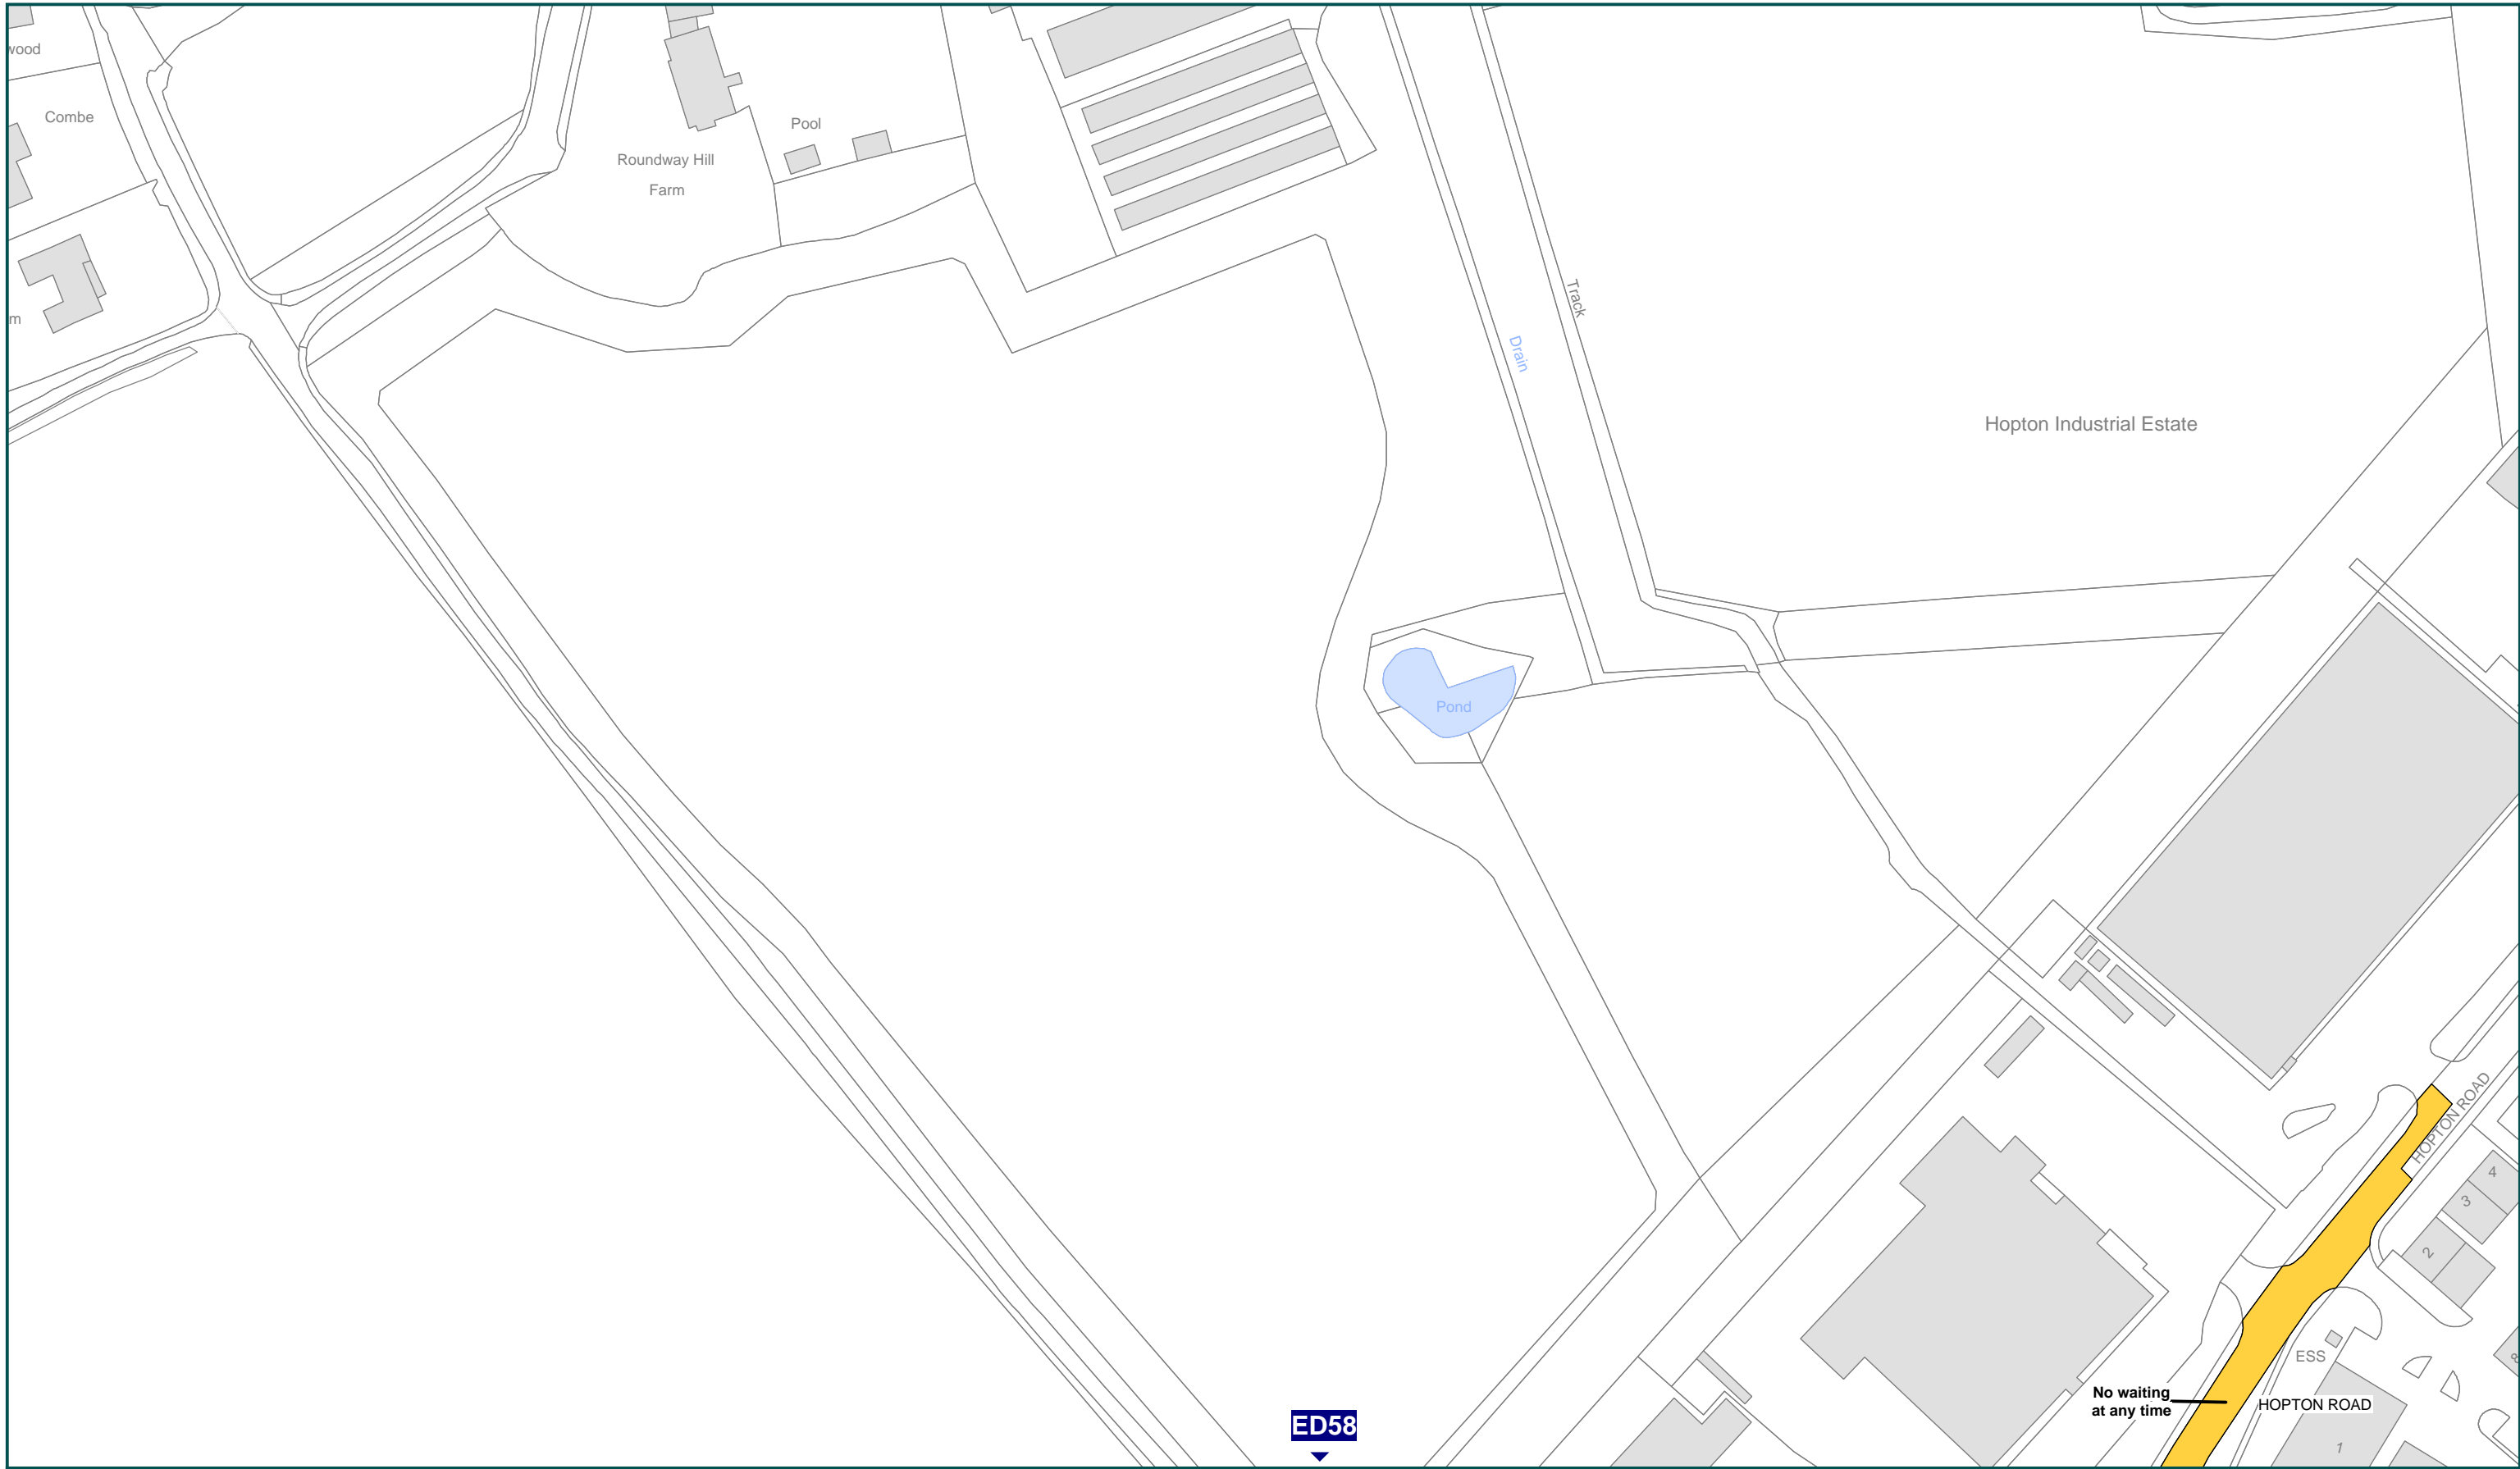 wood
Combe
Pool
Roundway Hill
Farm
m
Track
Drain
Hopton Industrial Estate
Pond
HOPTON ROAD
4
3
2
ESS
8
No waiting
at any time
HOPTON ROAD
ED58
1